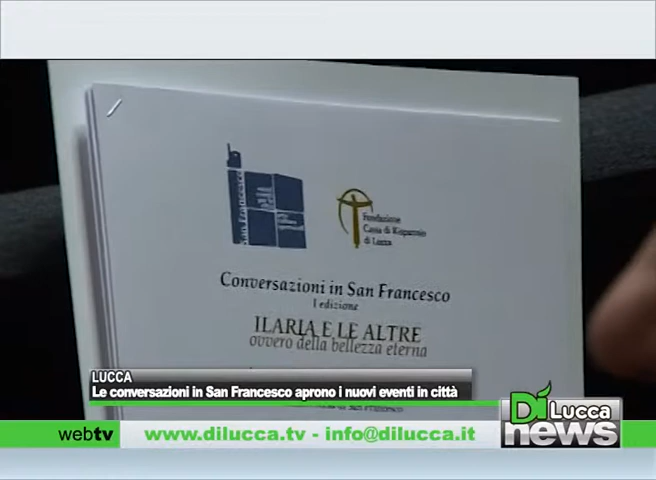 San Francesco
Fondazione
Cassa di Risparmio
di Lucca
Conversazioni in San Francesco
I edizione
ILARIA E LE ALTRE
ovvero della bellezza eterna
LUCCA
Le conversazioni in San Francesco aprono i nuovi eventi in città
webtv
www.dilucca.tv - info@dilucca.it
Di Lucca
news